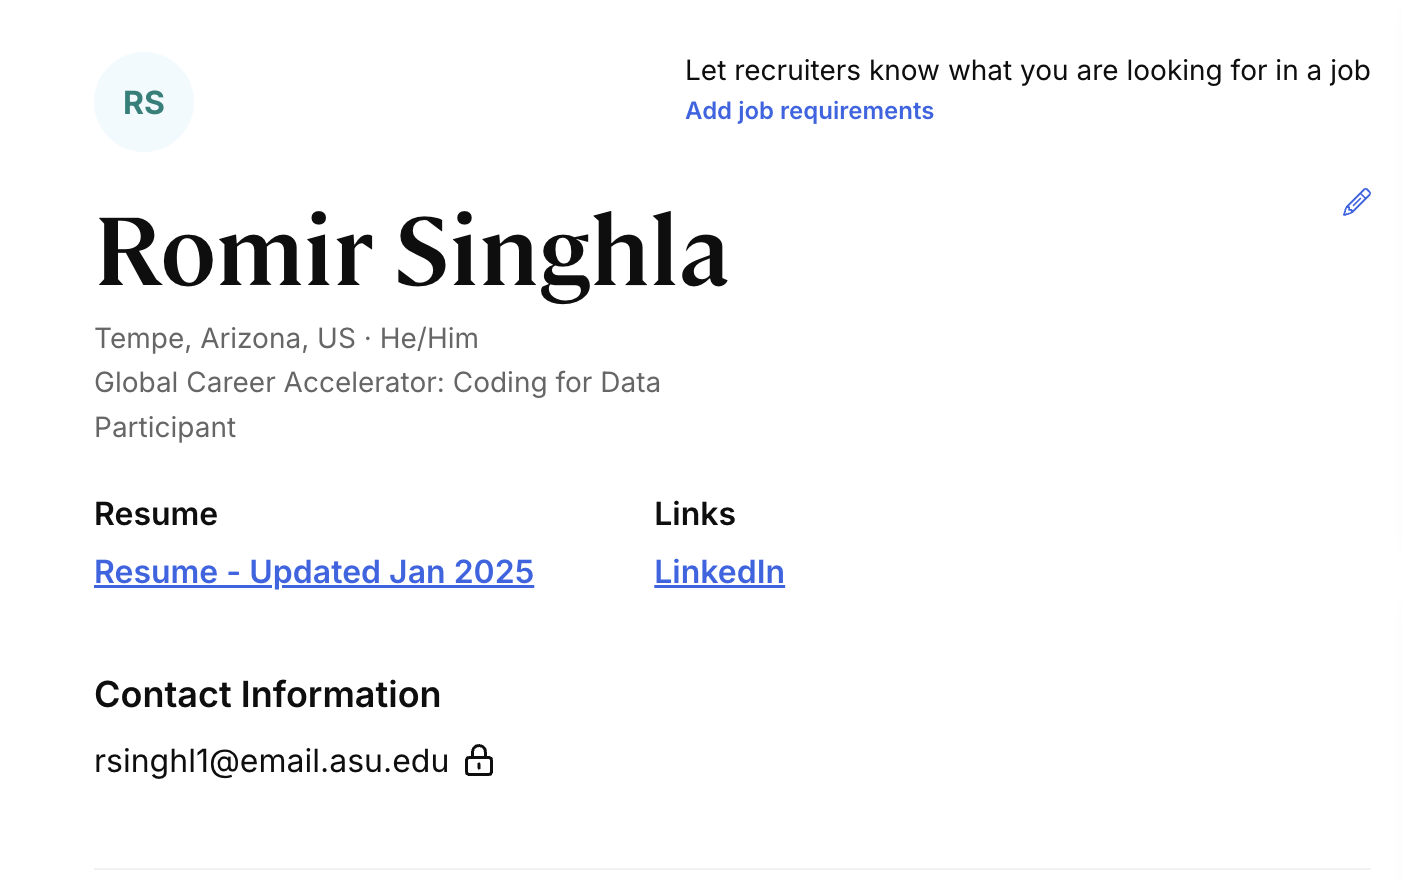 RS
Let recruiters know what you are looking for in a job
Add job requirements
Romir Singhla
Tempe, Arizona, US · He/Him
Global Career Accelerator: Coding for Data
Participant
Resume
Resume - Updated Jan 2025
Links
LinkedIn
Contact Information
rsinghl1@email.asu.edu